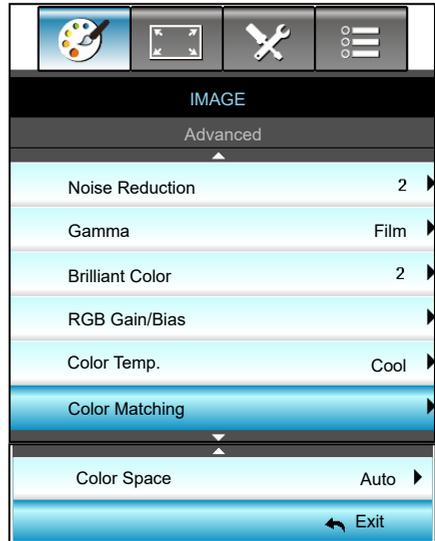 IMAGE
Advanced
Noise Reduction 2
Gamma Film
Brilliant Color 2
RGB Gain/Bias
Color Temp. Cool
Color Matching
Color Space Auto
Exit